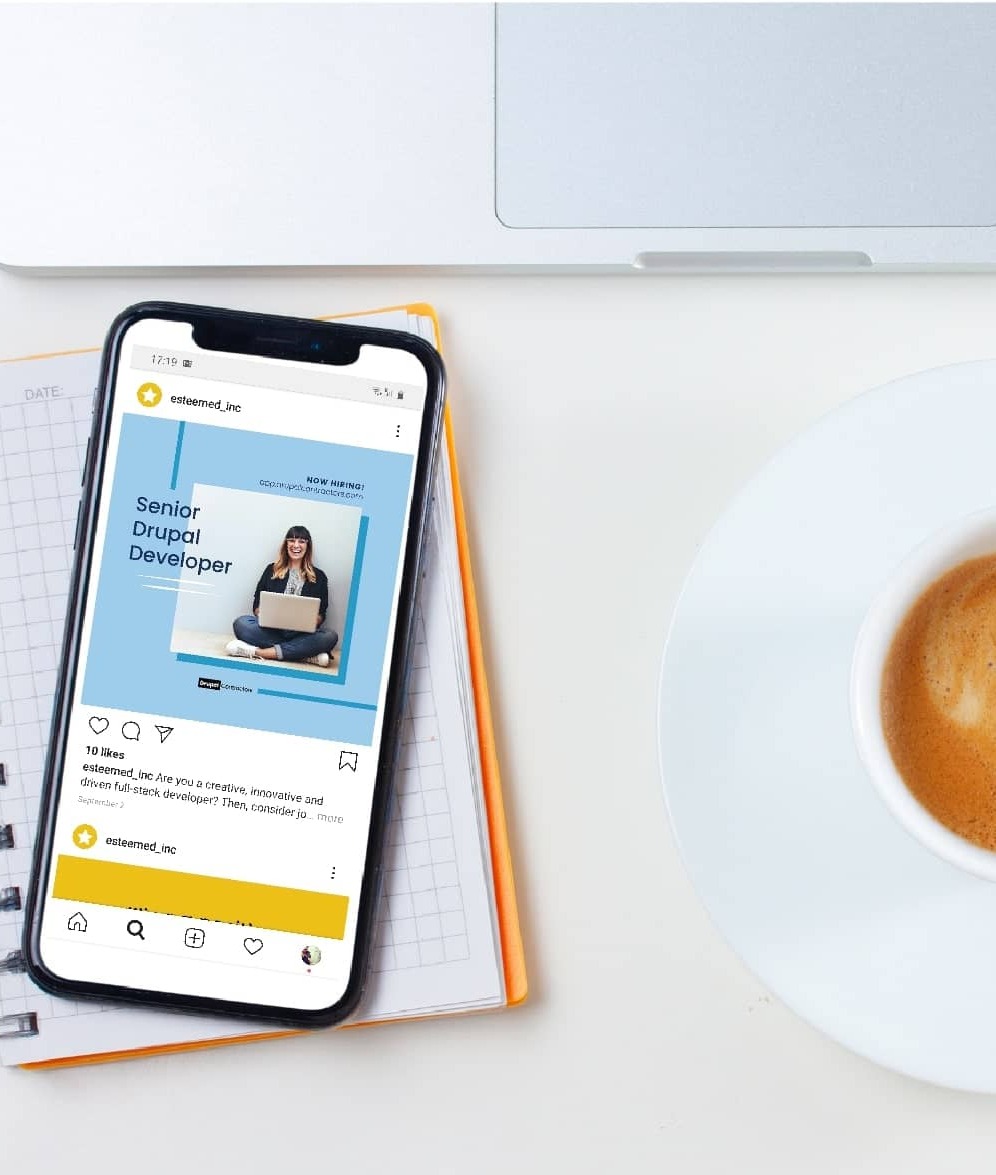 DATE:
17:19
esteemed_inc
NOW HIRING!
app.drupalcontractors.com
Senior
Drupal
Developer
Drupal Contractors
10 likes
esteemed_inc Are you a creative, innovative and
driven full-stack developer? Then, consider jo... more
September 2
esteemed_inc